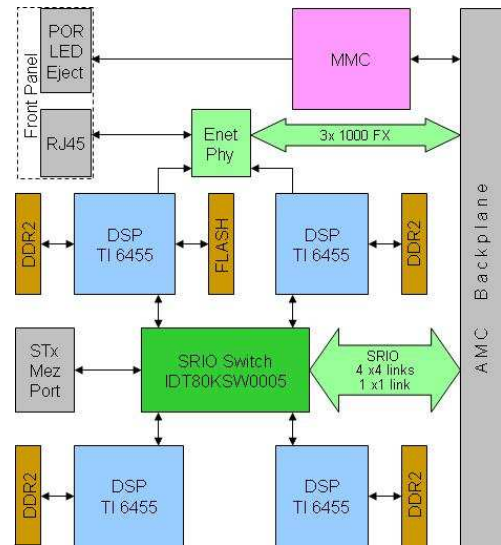 Front Panel
POR
LED
Eject
MMC
RJ45
Enet
Phy
3x 1000 FX
DDR2
DSP
TI 6455
FLASH
DSP
TI 6455
DDR2
AMC Backplane
STx
Mez
Port
SRIO Switch
IDT80KSW0005
SRIO
4 x4 links
1 x1 link
DDR2
DSP
TI 6455
DSP
TI 6455
DDR2